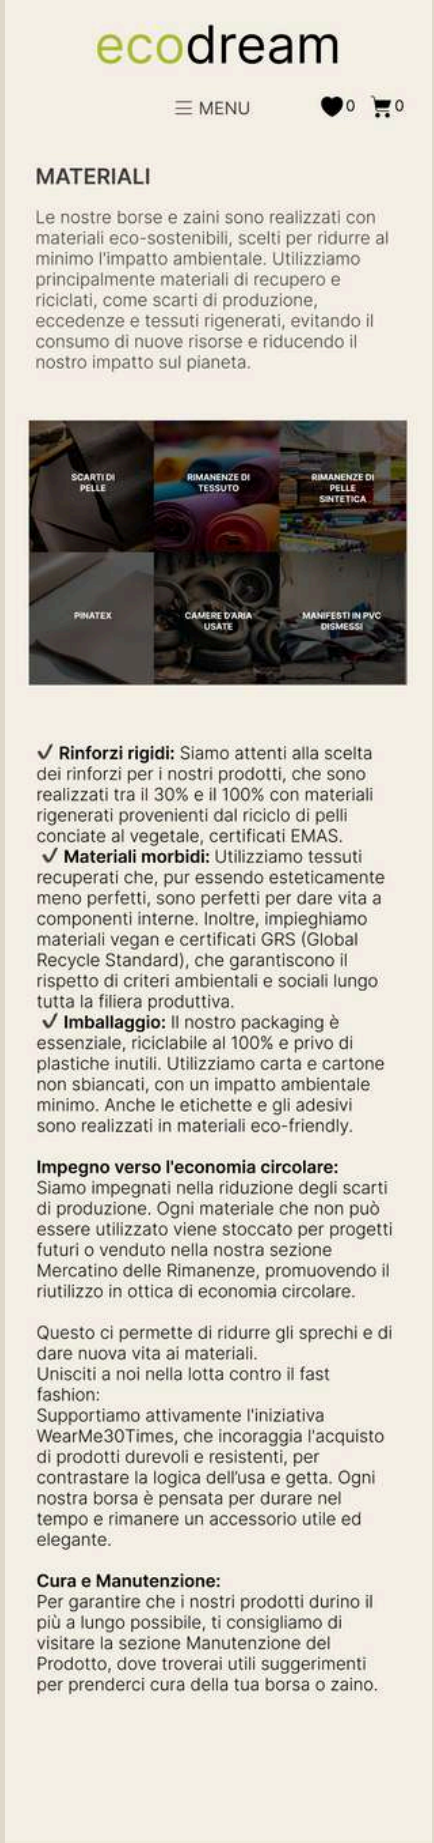 ecodream
MENU
0
0
MATERIALI
Le nostre borse e zaini sono realizzati con
materiali eco-sostenibili, scelti per ridurre al
minimo l'impatto ambientale. Utilizziamo
principalmente materiali di recupero e
riciclati, come scarti di produzione,
eccedenze e tessuti rigenerati, evitando il
consumo di nuove risorse e riducendo il
nostro impatto sul pianeta.
SCARTI DI
PELLE
RIMANENZE DI
TESSUTO
RIMANENZE DI
PELLE
SINTETICA
PINATEX
CAMERE D'ARIA
USATE
MANIFESTI IN PVC
DISMESSI
✓ Rinforzi rigidi: Siamo attenti alla scelta
dei rinforzi per i nostri prodotti, che sono
realizzati tra il 30% e il 100% con materiali
rigenerati provenienti dal riciclo di pelli
conciate al vegetale, certificati EMAS.
✓ Materiali morbidi: Utilizziamo tessuti
recuperati che, pur essendo esteticamente
meno perfetti, sono perfetti per dare vita a
componenti interne. Inoltre, impieghiamo
materiali vegan e certificati GRS (Global
Recycle Standard), che garantiscono il
rispetto di criteri ambientali e sociali lungo
tutta la filiera produttiva.
✓ Imballaggio: Il nostro packaging è
essenziale, riciclabile al 100% e privo di
plastiche inutili. Utilizziamo carta e cartone
non sbiancati, con un impatto ambientale
minimo. Anche le etichette e gli adesivi
sono realizzati in materiali eco-friendly.
Impegno verso l'economia circolare:
Siamo impegnati nella riduzione degli scarti
di produzione. Ogni materiale che non può
essere utilizzato viene stoccato per progetti
futuri o venduto nella nostra sezione
Mercatino delle Rimanenze, promuovendo il
riutilizzo in ottica di economia circolare.
Questo ci permette di ridurre gli sprechi e di
dare nuova vita ai materiali.
Unisciti a noi nella lotta contro il fast
fashion:
Supportiamo attivamente l'iniziativa
WearMe30Times, che incoraggia l'acquisto
di prodotti durevoli e resistenti, per
contrastare la logica dell'usa e getta. Ogni
nostra borsa è pensata per durare nel
tempo e rimanere un accessorio utile ed
elegante.
Cura e Manutenzione:
Per garantire che i nostri prodotti durino il
più a lungo possibile, ti consigliamo di
visitare la sezione Manutenzione del
Prodotto, dove troverai utili suggerimenti
per prenderci cura della tua borsa o zaino.